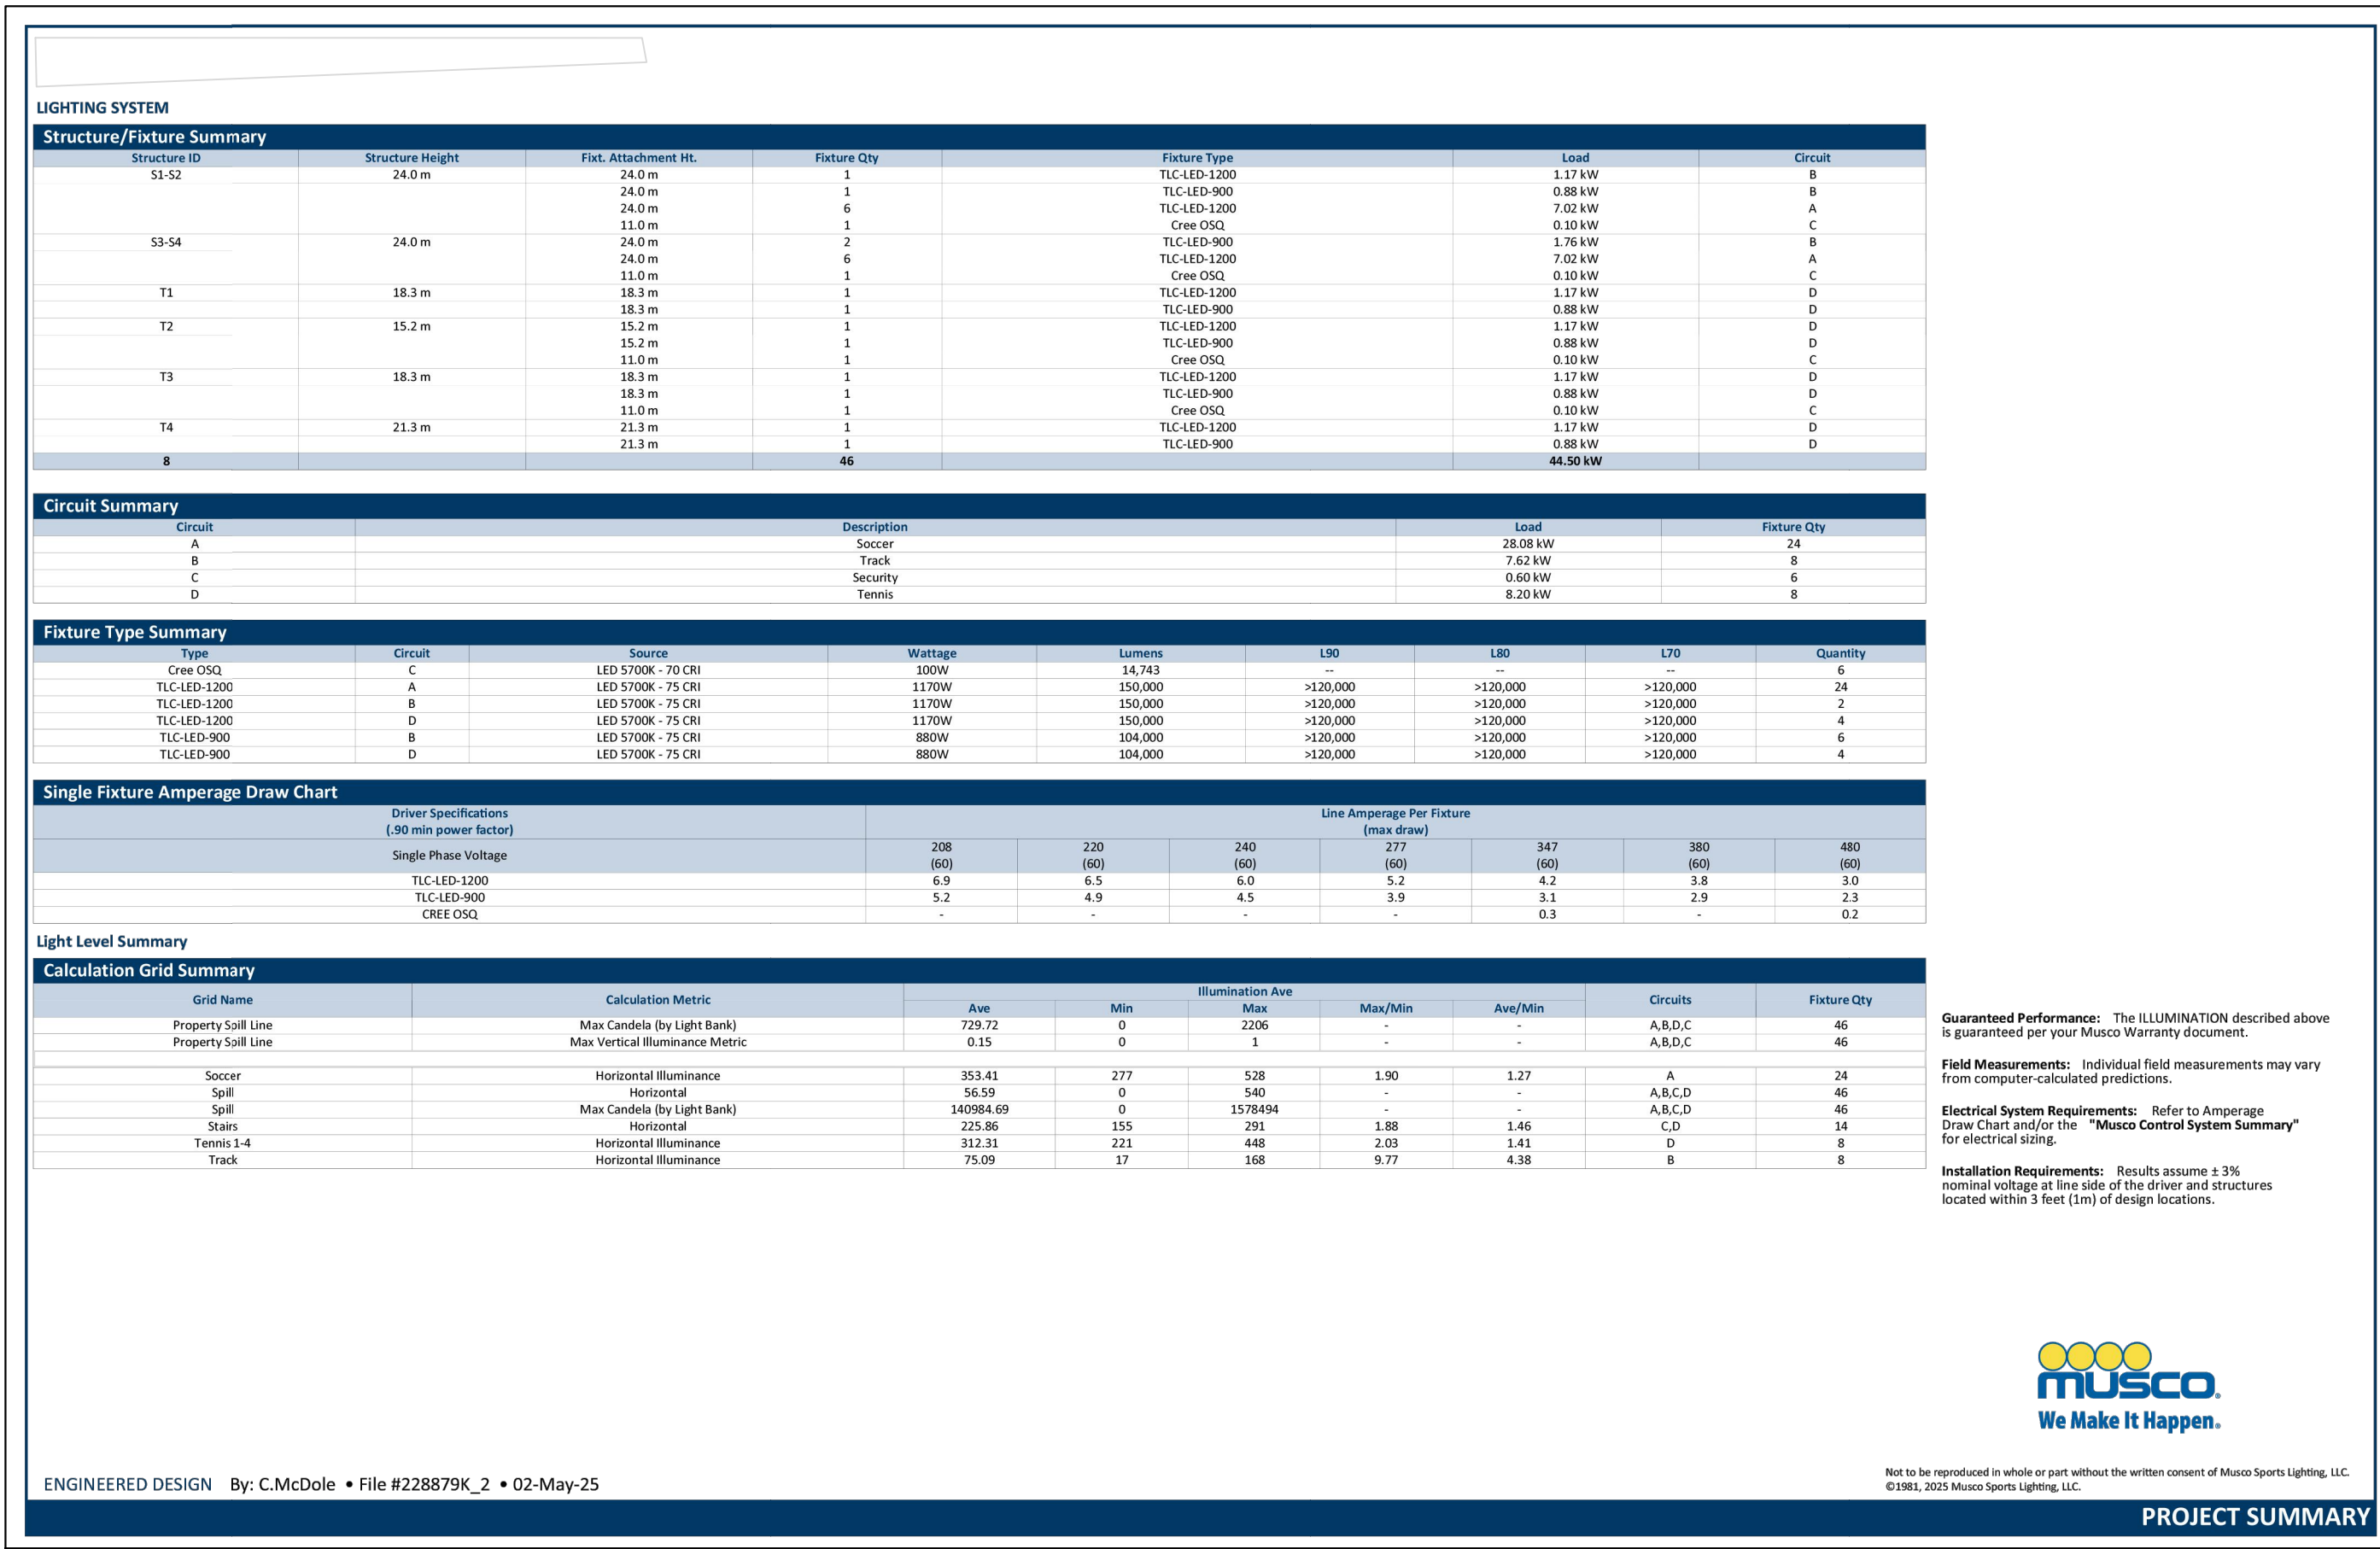 LIGHTING SYSTEM
Structure/Fixture Summary
Structure ID Structure Height Fixt. Attachment Ht. Fixture Qty Fixture Type Load Circuit
S1-S2 24.0 m 24.0 m 1 TLC-LED-1200 1.17 kW B
24.0 m 1 TLC-LED-900 0.88 kW B
24.0 m 6 TLC-LED-1200 7.02 kW A
11.0 m 1 Cree OSQ 0.10 kW C
S3-S4 24.0 m 24.0 m 2 TLC-LED-900 1.76 kW B
24.0 m 6 TLC-LED-1200 7.02 kW A
11.0 m 1 Cree OSQ 0.10 kW C
T1 18.3 m 18.3 m 1 TLC-LED-1200 1.17 kW D
18.3 m 1 TLC-LED-900 0.88 kW D
T2 15.2 m 15.2 m 1 TLC-LED-1200 1.17 kW D
15.2 m 1 TLC-LED-900 0.88 kW D
11.0 m 1 Cree OSQ 0.10 kW C
T3 18.3 m 18.3 m 1 TLC-LED-1200 1.17 kW D
18.3 m 1 TLC-LED-900 0.88 kW D
11.0 m 1 Cree OSQ 0.10 kW C
T4 21.3 m 21.3 m 1 TLC-LED-1200 1.17 kW D
21.3 m 1 TLC-LED-900 0.88 kW D
8 46 44.50 kW
Circuit Summary
Circuit Description Load Fixture Qty
A Soccer 28.08 kW 24
B Track 7.62 kW 8
C Security 0.60 kW 6
D Tennis 8.20 kW 8
Fixture Type Summary
Type Circuit Source Wattage Lumens L90 L80 L70 Quantity
Cree OSQ C LED 5700K - 70 CRI 100W 14,743 -- -- -- 6
TLC-LED-1200 A LED 5700K - 75 CRI 1170W 150,000 >120,000 >120,000 >120,000 24
TLC-LED-1200 B LED 5700K - 75 CRI 1170W 150,000 >120,000 >120,000 >120,000 2
TLC-LED-1200 D LED 5700K - 75 CRI 1170W 150,000 >120,000 >120,000 >120,000 4
TLC-LED-900 B LED 5700K - 75 CRI 880W 104,000 >120,000 >120,000 >120,000 6
TLC-LED-900 D LED 5700K - 75 CRI 880W 104,000 >120,000 >120,000 >120,000 4
Single Fixture Amperage Draw Chart
Driver Specifications Line Amperage Per Fixture
(.90 min power factor) (max draw)
Single Phase Voltage 208 220 240 277 347 380 480
(60) (60) (60) (60) (60) (60) (60)
TLC-LED-1200 6.9 6.5 6.0 5.2 4.2 3.8 3.0
TLC-LED-900 5.2 4.9 4.5 3.9 3.1 2.9 2.3
CREE OSQ - - - - 0.3 - 0.2
Light Level Summary
Calculation Grid Summary
Grid Name Calculation Metric Illumination Ave Circuits Fixture Qty
Ave Min Max Max/Min Ave/Min
Property Spill Line Max Candela (by Light Bank) 729.72 0 2206 - - A,B,D,C 46
Property Spill Line Max Vertical Illuminance Metric 0.15 0 1 - - A,B,D,C 46
Soccer Horizontal Illuminance 353.41 277 528 1.90 1.27 A 24
Spill Horizontal 56.59 0 540 - - A,B,C,D 46
Spill Max Candela (by Light Bank) 140984.69 0 1578494 - - A,B,C,D 46
Stairs Horizontal 225.86 155 291 1.88 1.46 C,D 14
Tennis 1-4 Horizontal Illuminance 312.31 221 448 2.03 1.41 D 8
Track Horizontal Illuminance 75.09 17 168 9.77 4.38 B 8
Guaranteed Performance: The ILLUMINATION described above
is guaranteed per your Musco Warranty document.
Field Measurements: Individual field measurements may vary
from computer-calculated predictions.
Electrical System Requirements: Refer to Amperage
Draw Chart and/or the "Musco Control System Summary"
for electrical sizing.
Installation Requirements: Results assume ± 3%
nominal voltage at line side of the driver and structures
located within 3 feet (1m) of design locations.
musco®
We Make It Happen®
ENGINEERED DESIGN By: C.McDole • File #228879K_2 • 02-May-25
Not to be reproduced in whole or part without the written consent of Musco Sports Lighting, LLC.
©1981, 2025 Musco Sports Lighting, LLC.
PROJECT SUMMARY